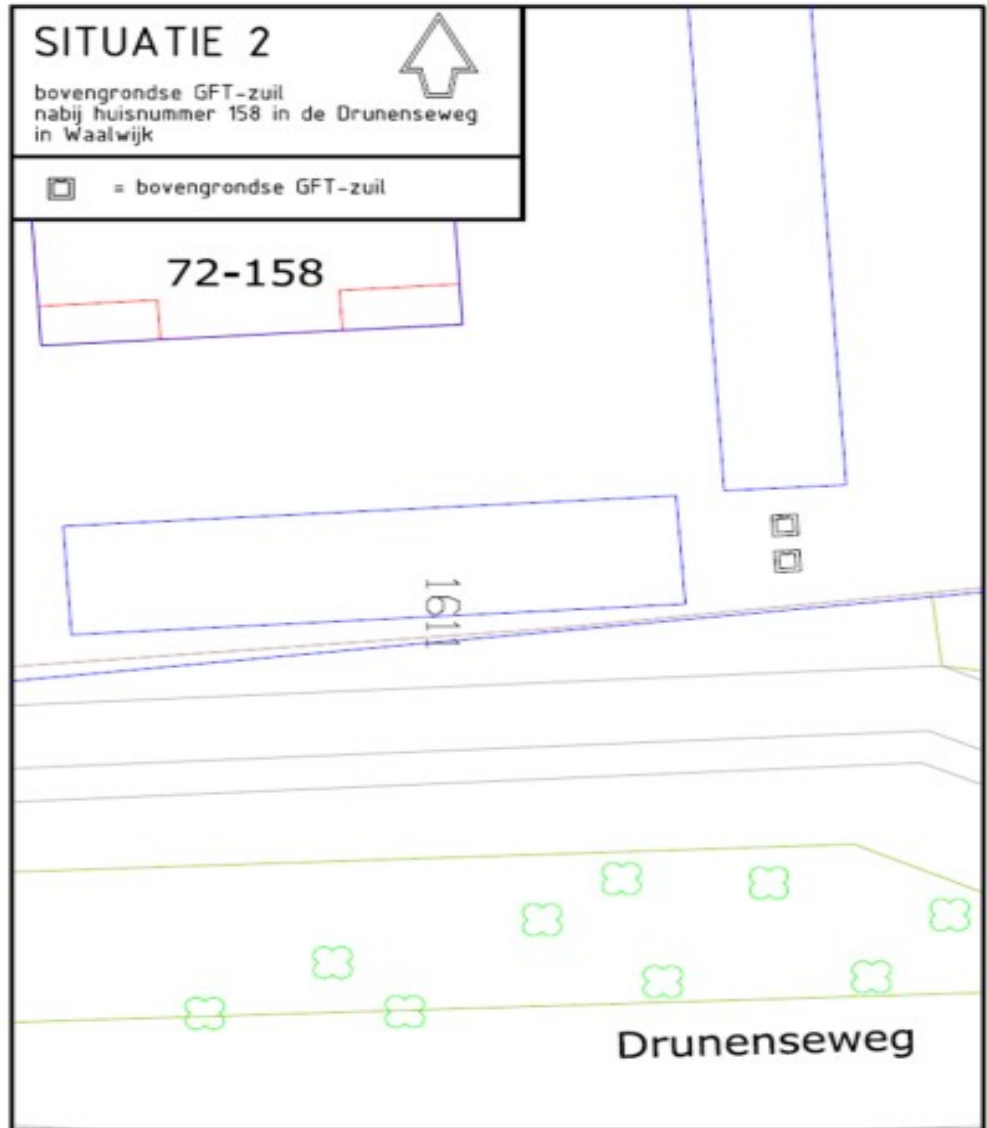 SITUATIE 2
bovengrondse GFT-zuil
nabij huisnummer 158 in de Drunenseweg
in Waalwijk
= bovengrondse GFT-zuil
72-158
1611
Drunenseweg